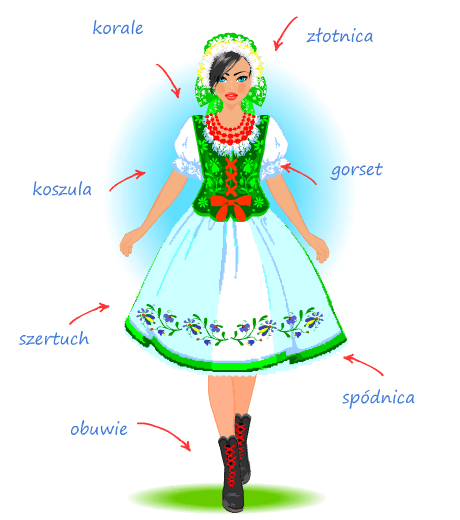 korale
złotnica
gorset
koszula
szertuch
spódnica
obuwie